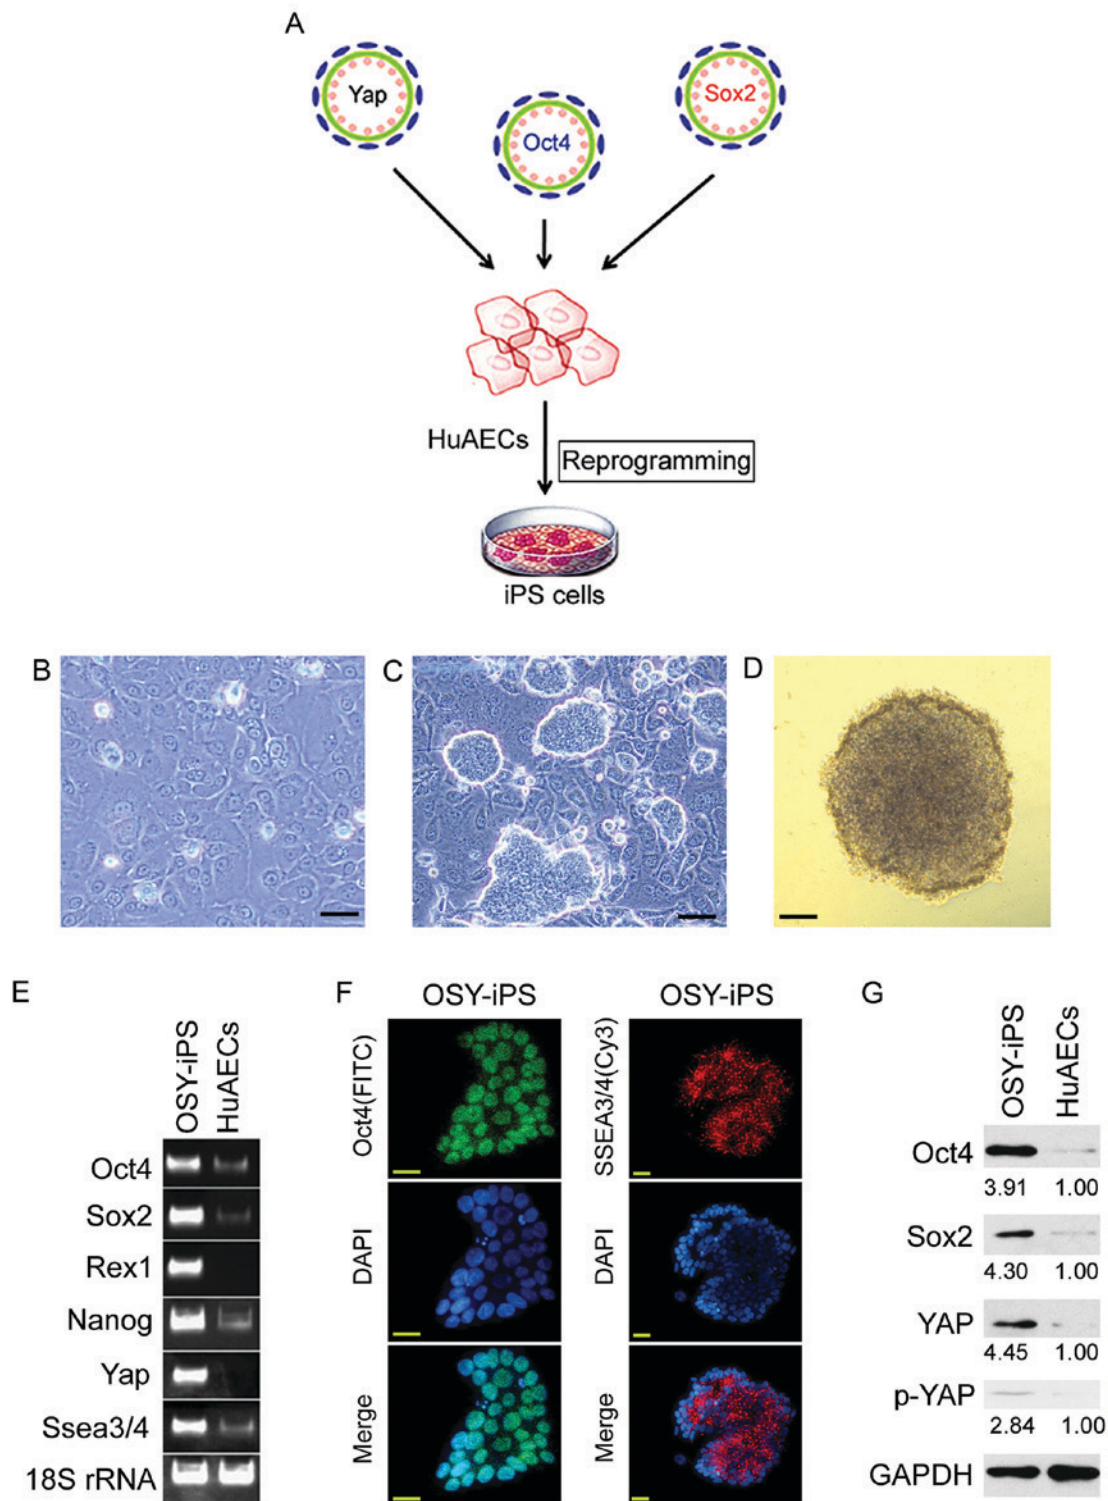 A
Yap
Oct4
Sox2
HuAECs
Reprogramming
iPS cells
B
C
D
E
OSY-iPS
HuAECs
Oct4
Sox2
Rex1
Nanog
Yap
Ssea3/4
18S rRNA
F
OSY-iPS
OSY-iPS
Oct4(FITC)
SSEA3/4(Cy3)
DAPI
DAPI
Merge
Merge
G
OSY-iPS
HuAECs
Oct4
3.91 1.00
Sox2
4.30 1.00
YAP
4.45 1.00
p-YAP
2.84 1.00
GAPDH